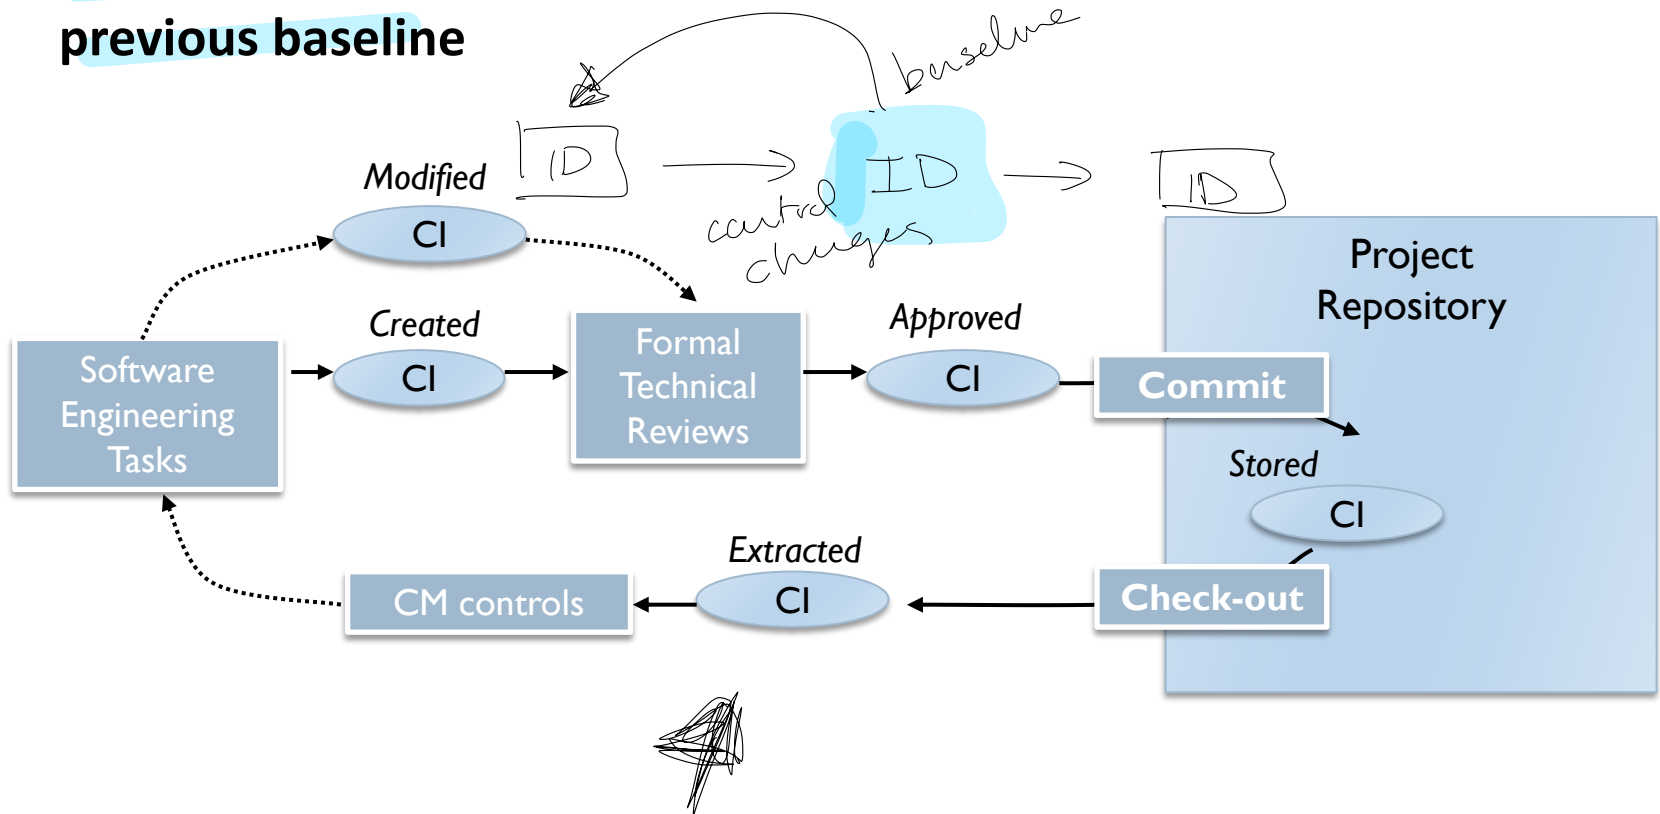 previous baseline
baseline
ID
ID
ID
control
changes
Modified
CI
Project
Repository
Created
CI
Formal
Technical
Reviews
Approved
CI
Commit
Software
Engineering
Tasks
Stored
CI
Extracted
CI
CM controls
Check-out